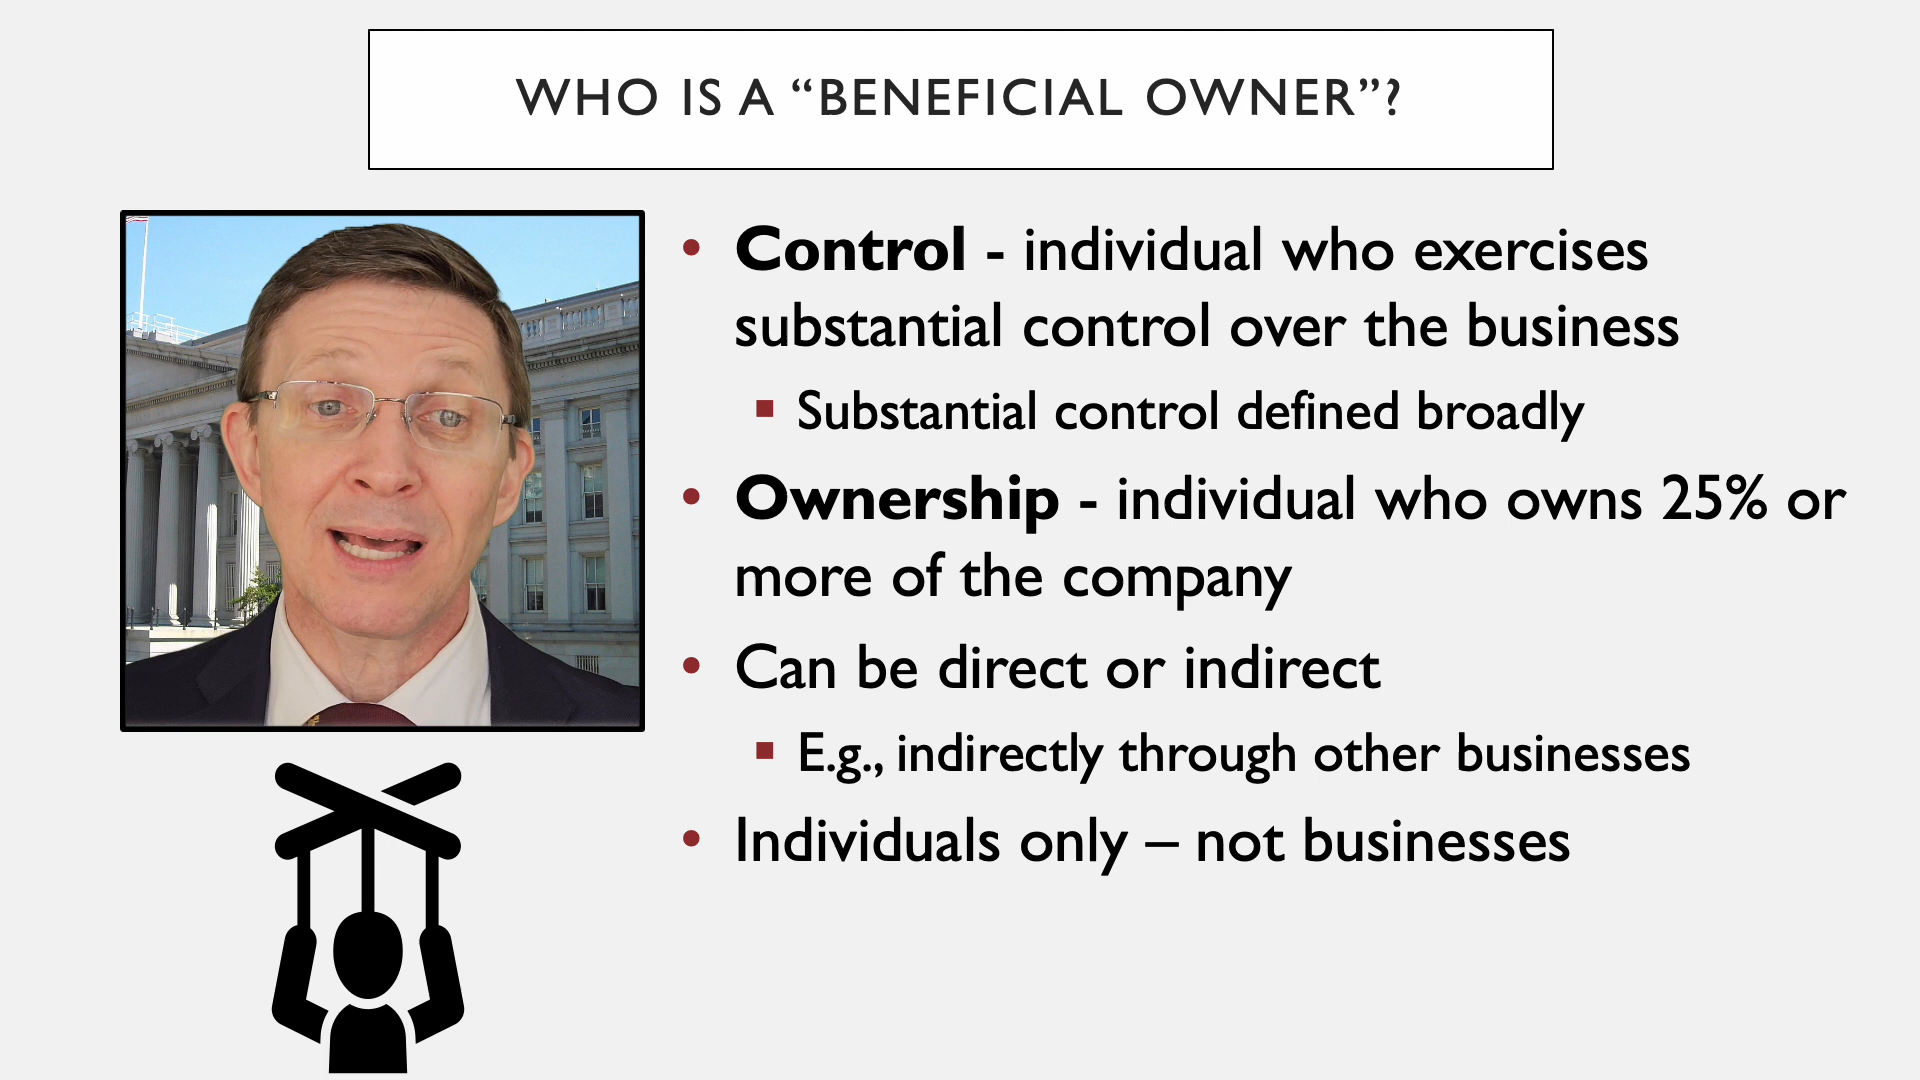 WHO IS A “BENEFICIAL OWNER”?
• Control - individual who exercises
substantial control over the business
▪ Substantial control defined broadly
• Ownership - individual who owns 25% or
more of the company
• Can be direct or indirect
▪ E.g., indirectly through other businesses
• Individuals only – not businesses